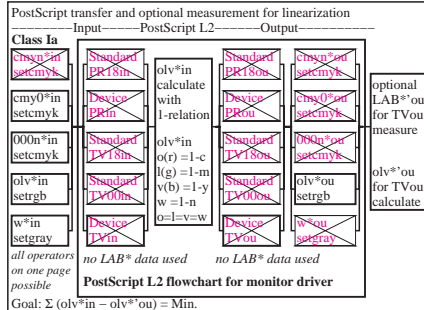 PostScript transfer and optional measurement for linearization
Input PostScript L2 Output
Class Ia
cmyn*in
setcmyk
cmy0*in
setcmyk
000n*in
setcmyk
olv*in
setrgb
w*in
setgray
all operators
on one page
possible
Standard
PR18in
Device
PRin
Standard
TV18in
Standard
TV00in
Device
TVin
no LAB* data used
olv*in
calculate
with
1-relation
olv*in
o(r) =1-c
l(g) =1-m
v(b) =1-y
w =1-n
o=l=v=w
Standard
PR18ou
Device
PRou
Standard
TV18ou
Standard
TV00ou
Device
TVou
no LAB* data used
cmyn*ou
setcmyk
cmy0*ou
setcmyk
000n*ou
setcmyk
olv*ou
setrgb
w*ou
setgray
optional
LAB*'ou
for TVou
measure
olv*'ou
for TVou
calculate
PostScript L2 flowchart for monitor driver
Goal: Σ (olv*in − olv*'ou) = Min.